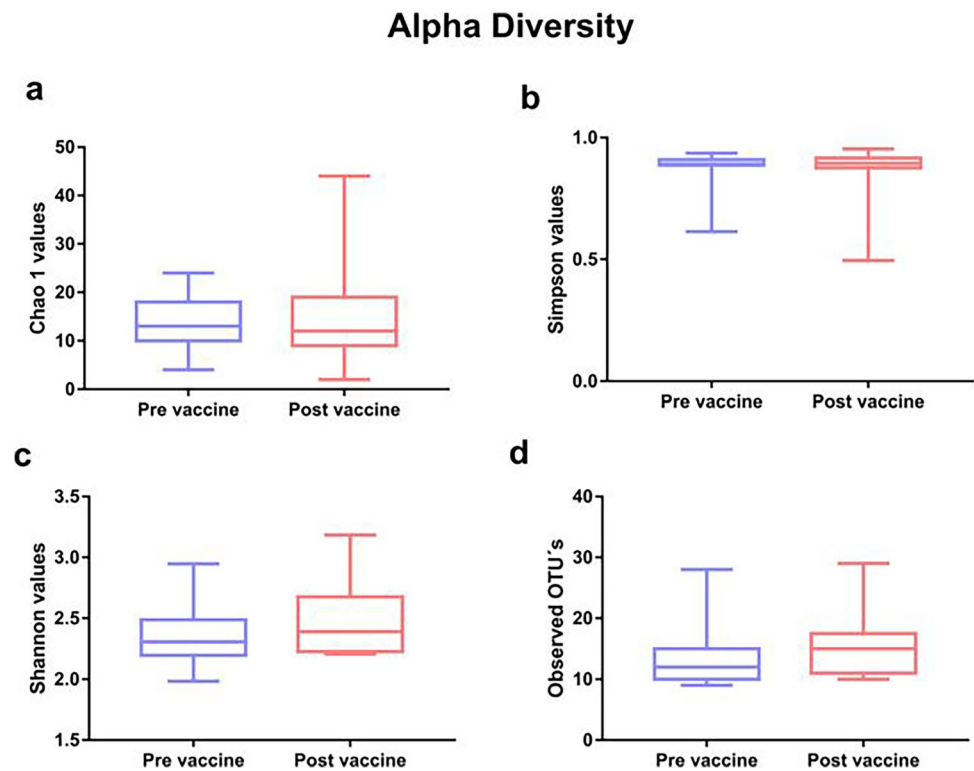 Alpha Diversity
a
Chao 1 values
50
40
30
20
10
0
Pre vaccine
Post vaccine
b
Simpson values
1.0
0.5
0.0
Pre vaccine
Post vaccine
c
Shannon values
3.5
3.0
2.5
2.0
1.5
Pre vaccine
Post vaccine
d
Observed OTU´s
40
30
20
10
0
Pre vaccine
Post vaccine